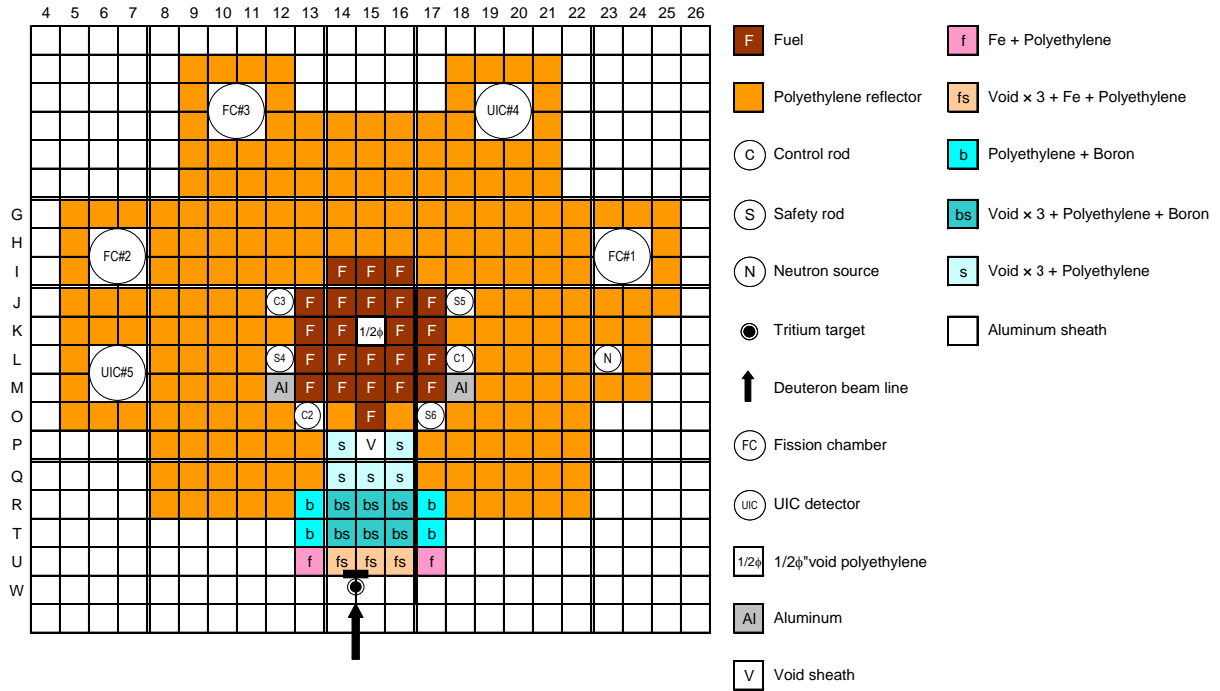 4 5 6 7 8 9 10 11 12 13 14 15 16 17 18 19 20 21 22 23 24 25 26
FC#3 UIC#4
G
H
FC#2 FC#1
I F F F
J C3 F F F F F S5
K F F 1/2ϕ F F
L S4 F F F F F C1 N
UIC#5
M Al F F F F F Al
O C2 F S6
P s V s
Q s s s
R b bs bs bs b
T b bs bs bs b
U f fs fs fs f
W
F Fuel
Polyethylene reflector
C Control rod
S Safety rod
N Neutron source
Tritium target
Deuteron beam line
FC Fission chamber
UIC UIC detector
1/2ϕ 1/2ϕ"void polyethylene
Al Aluminum
V Void sheath
f Fe + Polyethylene
fs Void × 3 + Fe + Polyethylene
b Polyethylene + Boron
bs Void × 3 + Polyethylene + Boron
s Void × 3 + Polyethylene
Aluminum sheath